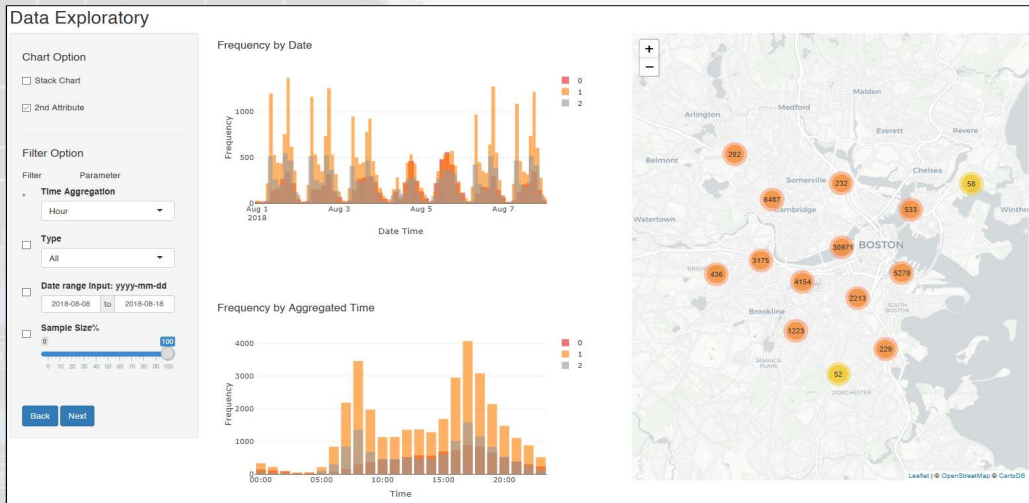 Data Exploratory
Chart Option
Stack Chart
2nd Attribute
Filter Option
Filter Parameter
Time Aggregation
Hour
Type
All
Date range input: yyyy-mm-dd
2018-08-08 to 2018-08-16
Sample Size%
0 100
0 10 20 30 40 50 60 70 80 90 100
Back Next
Frequency by Date
0
1
2
Frequency
1000
500
0
Aug 1
2018
Aug 3
Aug 5
Aug 7
Date Time
Frequency by Aggregated Time
0
1
2
Frequency
4000
3000
2000
1000
0
00:00 05:00 10:00 15:00 20:00
Time
+
−
Malden
Medford
Arlington
Everett
Revere
202
Belmont
Chelsea
Somerville
232
58
6487
Cambridge
533
Winthr
Watertown
30971
BOSTON
3175
436
4154
5279
2213
SOUTH
BOSTON
Brookline
1223
229
JAMAICA
PLAIN
52
DORCHESTER
Leaflet | © OpenStreetMap © CartoDB